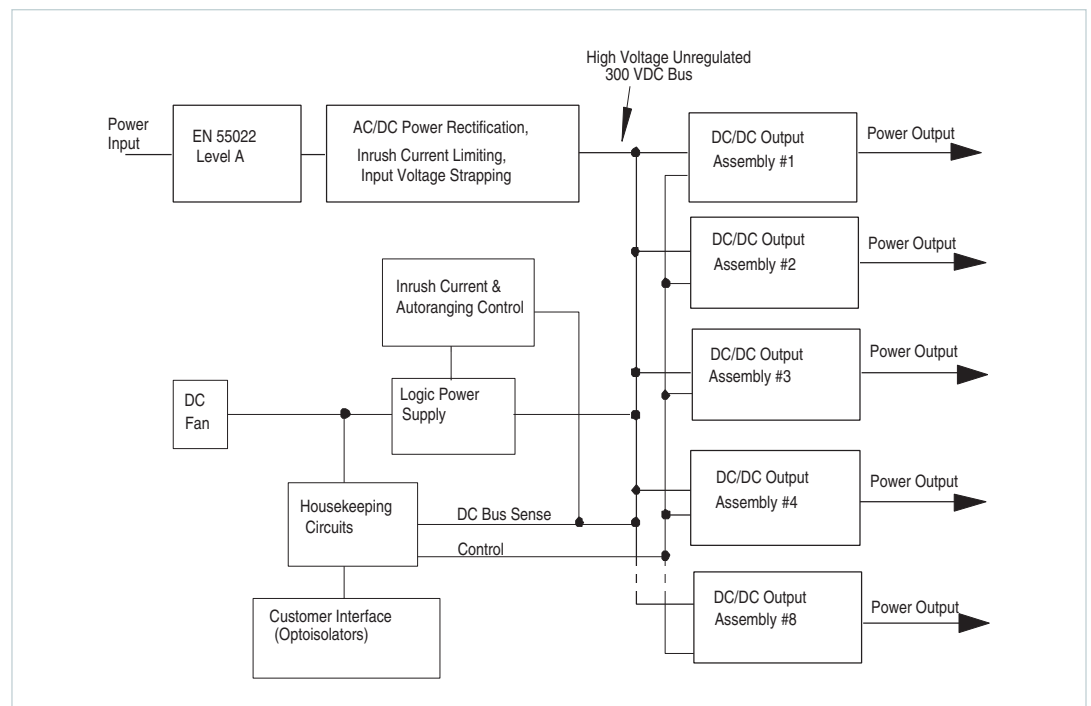 High Voltage Unregulated
300 VDC Bus
Power
Input
EN 55022
Level A
AC/DC Power Rectification,
Inrush Current Limiting,
Input Voltage Strapping
DC/DC Output
Assembly #1
Power Output
DC/DC Output
Assembly #2
Power Output
Inrush Current &
Autoranging Control
DC/DC Output
Assembly #3
Power Output
DC
Fan
Logic Power
Supply
DC/DC Output
Assembly #4
Power Output
Housekeeping
Circuits
DC Bus Sense
Control
DC/DC Output
Assembly #8
Power Output
Customer Interface
(Optoisolators)